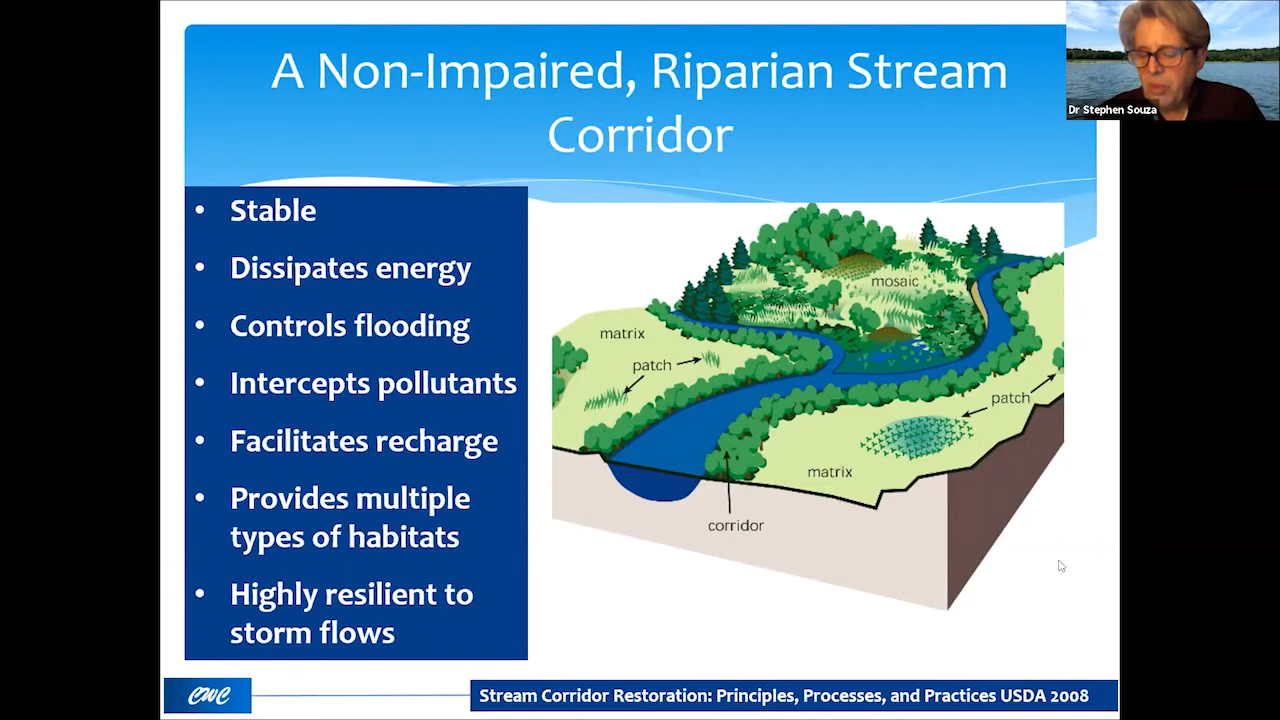 A Non-Impaired, Riparian Stream
Corridor
Dr Stephen Souza
• Stable
• Dissipates energy
• Controls flooding
• Intercepts pollutants
• Facilitates recharge
• Provides multiple
types of habitats
• Highly resilient to
storm flows
mosaic
matrix
patch
patch
matrix
corridor
CWC
Stream Corridor Restoration: Principles, Processes, and Practices USDA 2008